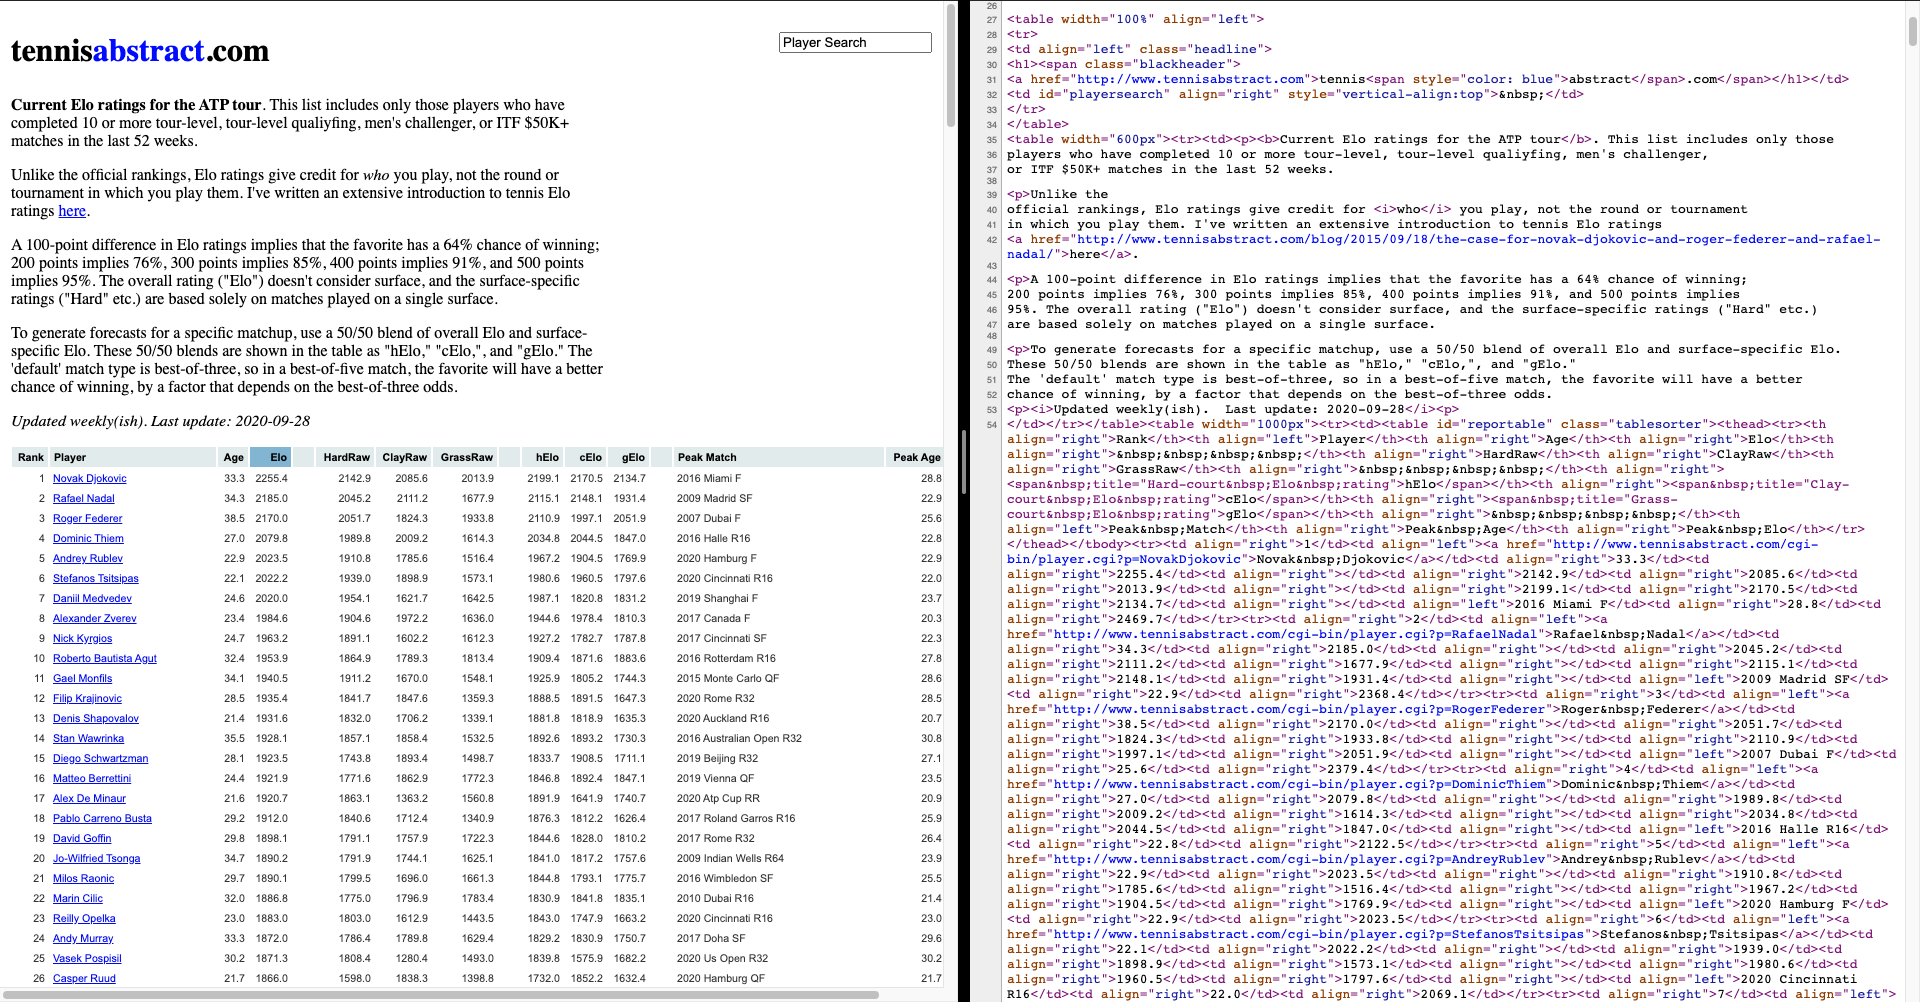 tennisabstract.com
Player Search
Current Elo ratings for the ATP tour. This list includes only those players who have
completed 10 or more tour-level, tour-level qualiyfing, men's challenger, or ITF $50K+
matches in the last 52 weeks.
Unlike the official rankings, Elo ratings give credit for who you play, not the round or
tournament in which you play them. I've written an extensive introduction to tennis Elo
ratings here.
A 100-point difference in Elo ratings implies that the favorite has a 64% chance of winning;
200 points implies 76%, 300 points implies 85%, 400 points implies 91%, and 500 points
implies 95%. The overall rating ("Elo") doesn't consider surface, and the surface-specific
ratings ("Hard" etc.) are based solely on matches played on a single surface.
To generate forecasts for a specific matchup, use a 50/50 blend of overall Elo and surface-
specific Elo. These 50/50 blends are shown in the table as "hElo," "cElo,", and "gElo." The
'default' match type is best-of-three, so in a best-of-five match, the favorite will have a better
chance of winning, by a factor that depends on the best-of-three odds.
Updated weekly(ish). Last update: 2020-09-28
Rank Player Age Elo HardRaw ClayRaw GrassRaw hElo cElo gElo Peak Match Peak Age
1 Novak Djokovic 33.3 2255.4 2142.9 2085.6 2013.9 2199.1 2170.5 2134.7 2016 Miami F 28.8
2 Rafael Nadal 34.3 2185.0 2045.2 2111.2 1677.9 2115.1 2148.1 1931.4 2009 Madrid SF 22.9
3 Roger Federer 38.5 2170.0 2051.7 1824.3 1933.8 2110.9 1997.1 2051.9 2007 Dubai F 25.6
4 Dominic Thiem 27.0 2079.8 1989.8 2009.2 1614.3 2034.8 2044.5 1847.0 2016 Halle R16 22.8
5 Andrey Rublev 22.9 2023.5 1910.8 1785.6 1516.4 1967.2 1904.5 1769.9 2020 Hamburg F 22.9
6 Stefanos Tsitsipas 22.1 2022.2 1939.0 1898.9 1573.1 1980.6 1960.5 1797.6 2020 Cincinnati R16 22.0
7 Daniil Medvedev 24.6 2020.0 1954.1 1621.7 1642.5 1987.1 1820.8 1831.2 2019 Shanghai F 23.7
8 Alexander Zverev 23.4 1984.6 1904.6 1972.2 1636.0 1944.6 1978.4 1810.3 2017 Canada F 20.3
9 Nick Kyrgios 24.7 1963.2 1891.1 1602.2 1612.3 1927.2 1782.7 1787.8 2017 Cincinnati SF 22.3
10 Roberto Bautista Agut 32.4 1953.9 1864.9 1789.3 1813.4 1909.4 1871.6 1883.6 2016 Rotterdam R16 27.8
11 Gael Monfils 34.1 1940.5 1911.2 1670.0 1548.1 1925.9 1805.2 1744.3 2015 Monte Carlo QF 28.6
12 Filip Krajinovic 28.5 1935.4 1841.7 1847.6 1359.3 1888.5 1891.5 1647.3 2020 Rome R32 28.5
13 Denis Shapovalov 21.4 1931.6 1832.0 1706.2 1339.1 1881.8 1818.9 1635.3 2020 Auckland R16 20.7
14 Stan Wawrinka 35.5 1928.1 1857.1 1858.4 1532.5 1892.6 1893.2 1730.3 2016 Australian Open R32 30.8
15 Diego Schwartzman 28.1 1923.5 1743.8 1893.4 1498.7 1833.7 1908.5 1711.1 2019 Beijing R32 27.1
16 Matteo Berrettini 24.4 1921.9 1771.6 1862.9 1772.3 1846.8 1892.4 1847.1 2019 Vienna QF 23.5
17 Alex De Minaur 21.6 1920.7 1863.1 1363.2 1560.8 1891.9 1641.9 1740.7 2020 Atp Cup RR 20.9
18 Pablo Carreno Busta 29.2 1912.0 1840.6 1712.4 1340.9 1876.3 1812.2 1626.4 2017 Roland Garros R16 25.9
19 David Goffin 29.8 1898.1 1791.1 1757.9 1722.3 1844.6 1828.0 1810.2 2017 Rome R32 26.4
20 Jo-Wilfried Tsonga 34.7 1890.2 1791.9 1744.1 1625.1 1841.0 1817.2 1757.6 2009 Indian Wells R64 23.9
21 Milos Raonic 29.7 1890.1 1799.5 1696.0 1661.3 1844.8 1793.1 1775.7 2016 Wimbledon SF 25.5
22 Marin Cilic 32.0 1886.8 1775.0 1796.9 1783.4 1830.9 1841.8 1835.1 2010 Dubai R16 21.4
23 Reilly Opelka 23.0 1883.0 1803.0 1612.9 1443.5 1843.0 1747.9 1663.2 2020 Cincinnati R16 23.0
24 Andy Murray 33.3 1872.0 1786.4 1789.8 1629.4 1829.2 1830.9 1750.7 2017 Doha SF 29.6
25 Vasek Pospisil 30.2 1871.3 1808.4 1280.4 1493.0 1839.8 1575.9 1682.2 2020 Us Open R32 30.2
26 Casper Ruud 21.7 1866.0 1598.0 1838.3 1398.8 1732.0 1852.2 1632.4 2020 Hamburg QF 21.7
26
27 <table width="100%" align="left">
28 <tr>
29 <td align="left" class="headline">
30 <h1><span class="blackheader">
31 <a href="http://www.tennisabstract.com">tennis<span style="color: blue">abstract</span>.com</span></h1></td>
32 <td id="playersearch" align="right" style="vertical-align:top">&nbsp;</td>
33 </tr>
34 </table>
35 <table width="600px"><tr><td><p><b>Current Elo ratings for the ATP tour</b>. This list includes only those
36 players who have completed 10 or more tour-level, tour-level qualiyfing, men's challenger,
37 or ITF $50K+ matches in the last 52 weeks.
38
39 <p>Unlike the
40 official rankings, Elo ratings give credit for <i>who</i> you play, not the round or tournament
41 in which you play them. I've written an extensive introduction to tennis Elo ratings
42 <a href="http://www.tennisabstract.com/blog/2015/09/18/the-case-for-novak-djokovic-and-roger-federer-and-rafael-
nadal/">here</a>.
43
44 <p>A 100-point difference in Elo ratings implies that the favorite has a 64% chance of winning;
45 200 points implies 76%, 300 points implies 85%, 400 points implies 91%, and 500 points implies
46 95%. The overall rating ("Elo") doesn't consider surface, and the surface-specific ratings ("Hard" etc.)
47 are based solely on matches played on a single surface.
48
49 <p>To generate forecasts for a specific matchup, use a 50/50 blend of overall Elo and surface-specific Elo.
50 These 50/50 blends are shown in the table as "hElo," "cElo,", and "gElo."
51 The 'default' match type is best-of-three, so in a best-of-five match, the favorite will have a better
52 chance of winning, by a factor that depends on the best-of-three odds.
53 <p><i>Updated weekly(ish).  Last update: 2020-09-28</i><p>
54 </td></tr></table><table width="1000px"><tr><td><table id="reportable" class="tablesorter"><thead><tr><th
align="right">Rank</th><th align="left">Player</th><th align="right">Age</th><th align="right">Elo</th><th
align="right">&nbsp;&nbsp;&nbsp;&nbsp;</th><th align="right">HardRaw</th><th align="right">ClayRaw</th><th
align="right">GrassRaw</th><th align="right">&nbsp;&nbsp;&nbsp;&nbsp;</th><th align="right">
<span&nbsp;title="Hard-court&nbsp;Elo&nbsp;rating">hElo</span></th><th align="right"><span&nbsp;title="Clay-
court&nbsp;Elo&nbsp;rating">cElo</span></th><th align="right"><span&nbsp;title="Grass-
court&nbsp;Elo&nbsp;rating">gElo</span></th><th align="right">&nbsp;&nbsp;&nbsp;&nbsp;</th><th
align="left">Peak&nbsp;Match</th><th align="right">Peak&nbsp;Age</th><th align="right">Peak&nbsp;Elo</th></tr>
</thead></tbody><tr><td align="right">1</td><td align="left"><a href="http://www.tennisabstract.com/cgi-
bin/player.cgi?p=NovakDjokovic">Novak&nbsp;Djokovic</a></td><td align="right">33.3</td><td
align="right">2255.4</td><td align="right"></td><td align="right">2142.9</td><td align="right">2085.6</td><td
align="right">2013.9</td><td align="right"></td><td align="right">2199.1</td><td align="right">2170.5</td><td
align="right">2134.7</td><td align="right"></td><td align="left">2016 Miami F</td><td align="right">28.8</td><td
align="right">2469.7</td></tr><tr><td align="right">2</td><td align="left"><a
href="http://www.tennisabstract.com/cgi-bin/player.cgi?p=RafaelNadal">Rafael&nbsp;Nadal</a></td><td
align="right">34.3</td><td align="right">2185.0</td><td align="right"></td><td align="right">2045.2</td><td
align="right">2111.2</td><td align="right">1677.9</td><td align="right"></td><td align="right">2115.1</td><td
align="right">2148.1</td><td align="right">1931.4</td><td align="right"></td><td align="left">2009 Madrid SF</td>
<td align="right">22.9</td><td align="right">2368.4</td></tr><tr><td align="right">3</td><td align="left"><a
href="http://www.tennisabstract.com/cgi-bin/player.cgi?p=RogerFederer">Roger&nbsp;Federer</a></td><td
align="right">38.5</td><td align="right">2170.0</td><td align="right"></td><td align="right">2051.7</td><td
align="right">1824.3</td><td align="right">1933.8</td><td align="right"></td><td align="right">2110.9</td><td
align="right">1997.1</td><td align="right">2051.9</td><td align="right"></td><td align="left">2007 Dubai F</td><td
align="right">25.6</td><td align="right">2379.4</td></tr><tr><td align="right">4</td><td align="left"><a
href="http://www.tennisabstract.com/cgi-bin/player.cgi?p=DominicThiem">Dominic&nbsp;Thiem</a></td><td
align="right">27.0</td><td align="right">2079.8</td><td align="right"></td><td align="right">1989.8</td><td
align="right">2009.2</td><td align="right">1614.3</td><td align="right"></td><td align="right">2034.8</td><td
align="right">2044.5</td><td align="right">1847.0</td><td align="right"></td><td align="left">2016 Halle R16</td>
<td align="right">22.8</td><td align="right">2122.5</td></tr><tr><td align="right">5</td><td align="left"><a
href="http://www.tennisabstract.com/cgi-bin/player.cgi?p=AndreyRublev">Andrey&nbsp;Rublev</a></td><td
align="right">22.9</td><td align="right">2023.5</td><td align="right"></td><td align="right">1910.8</td><td
align="right">1785.6</td><td align="right">1516.4</td><td align="right"></td><td align="right">1967.2</td><td
align="right">1904.5</td><td align="right">1769.9</td><td align="right"></td><td align="left">2020 Hamburg F</td>
<td align="right">22.9</td><td align="right">2023.5</td></tr><tr><td align="right">6</td><td align="left"><a
href="http://www.tennisabstract.com/cgi-bin/player.cgi?p=StefanosTsitsipas">Stefanos&nbsp;Tsitsipas</a></td><td
align="right">22.1</td><td align="right">2022.2</td><td align="right"></td><td align="right">1939.0</td><td
align="right">1898.9</td><td align="right">1573.1</td><td align="right"></td><td align="right">1980.6</td><td
align="right">1960.5</td><td align="right">1797.6</td><td align="right"></td><td align="left">2020 Cincinnati
R16</td><td align="right">22.0</td><td align="right">2069.1</td></tr><tr><td align="right">7</td><td align="left">